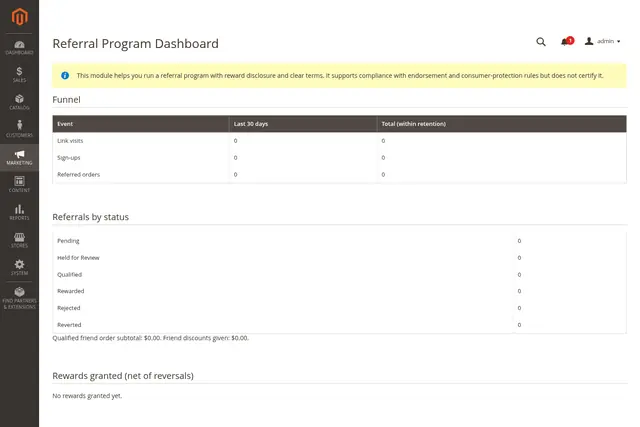 Referral Program Dashboard
1
admin
DASHBOARD
SALES
CATALOG
CUSTOMERS
MARKETING
CONTENT
REPORTS
STORES
SYSTEM
FIND PARTNERS
& EXTENSIONS
This module helps you run a referral program with reward disclosure and clear terms. It supports compliance with endorsement and consumer-protection rules but does not certify it.
Funnel
Event Last 30 days Total (within retention)
Link visits 0 0
Sign-ups 0 0
Referred orders 0 0
Referrals by status
Pending 0
Held for Review 0
Qualified 0
Rewarded 0
Rejected 0
Reverted 0
Qualified friend order subtotal: $0.00. Friend discounts given: $0.00.
Rewards granted (net of reversals)
No rewards granted yet.